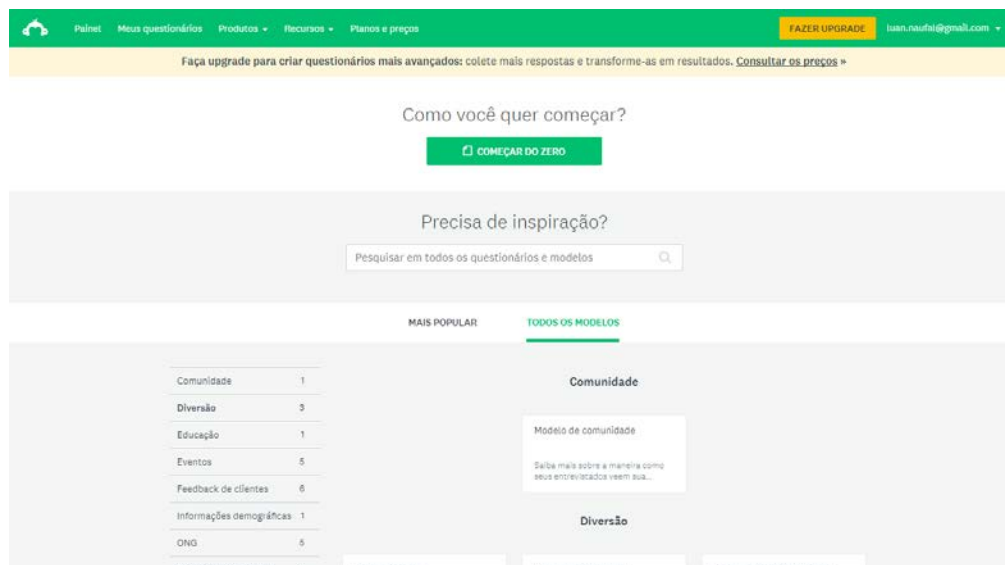 Painel Meus questionários Produtos Recursos Planos e preços FAZER UPGRADE luan.naufal@gmail.com
Faça upgrade para criar questionários mais avançados: colete mais respostas e transforme-as em resultados. Consultar os preços »
Como você quer começar?
COMEÇAR DO ZERO
Precisa de inspiração?
Pesquisar em todos os questionários e modelos
MAIS POPULAR TODOS OS MODELOS
Comunidade 1
Diversão 3
Educação 1
Eventos 5
Feedback de clientes 6
Informações demográficas 1
ONG 5
Comunidade
Modelo de comunidade
Saiba mais sobre a maneira como
seus entrevistados veem sua...
Diversão